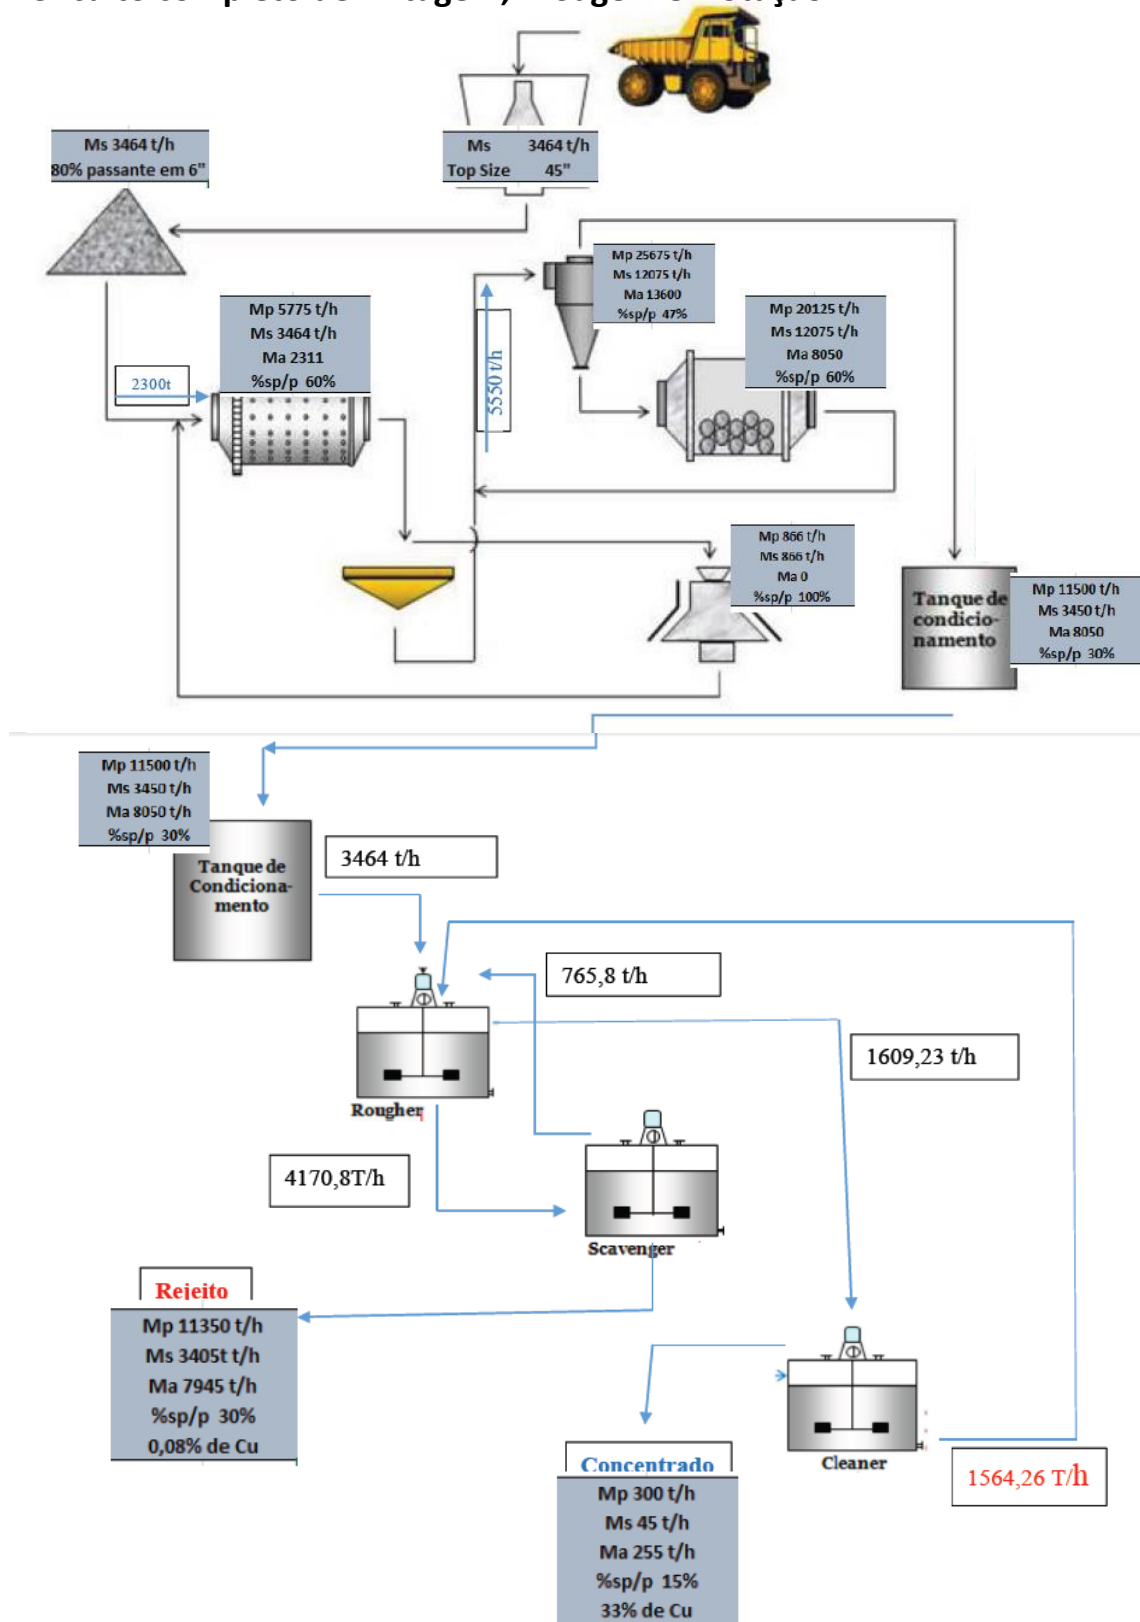 Ms 3464 t/h
80% passante em 6"
Ms 3464 t/h
Top Size 45"
Mp 25675 t/h
Ms 12075 t/h
Ma 13600
%sp/p 47%
Mp 5775 t/h
Ms 3464 t/h
Ma 2311
%sp/p 60%
Mp 20125 t/h
Ms 12075 t/h
Ma 8050
%sp/p 60%
2300t
5550 t/h
Mp 866 t/h
Ms 866 t/h
Ma 0
%sp/p 100%
Tanque de
condicio-
namento
Mp 11500 t/h
Ms 3450 t/h
Ma 8050
%sp/p 30%
Mp 11500 t/h
Ms 3450 t/h
Ma 8050 t/h
%sp/p 30%
Tanque de
Condiciona-
mento
3464 t/h
765,8 t/h
1609,23 t/h
Rougher
4170,8T/h
Scavenger
Rejeito
Mp 11350 t/h
Ms 3405t t/h
Ma 7945 t/h
%sp/p 30%
0,08% de Cu
Cleaner
1564,26 T/h
Concentrado
Mp 300 t/h
Ms 45 t/h
Ma 255 t/h
%sp/p 15%
33% de Cu